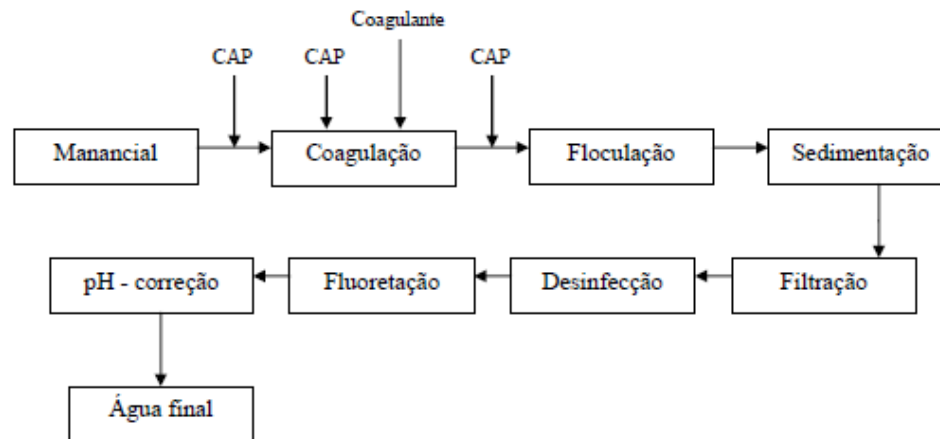 Coagulante
CAP
CAP
CAP
Manancial
Coagulação
Floculação
Sedimentação
pH - correção
Fluoretação
Desinfecção
Filtração
Água final